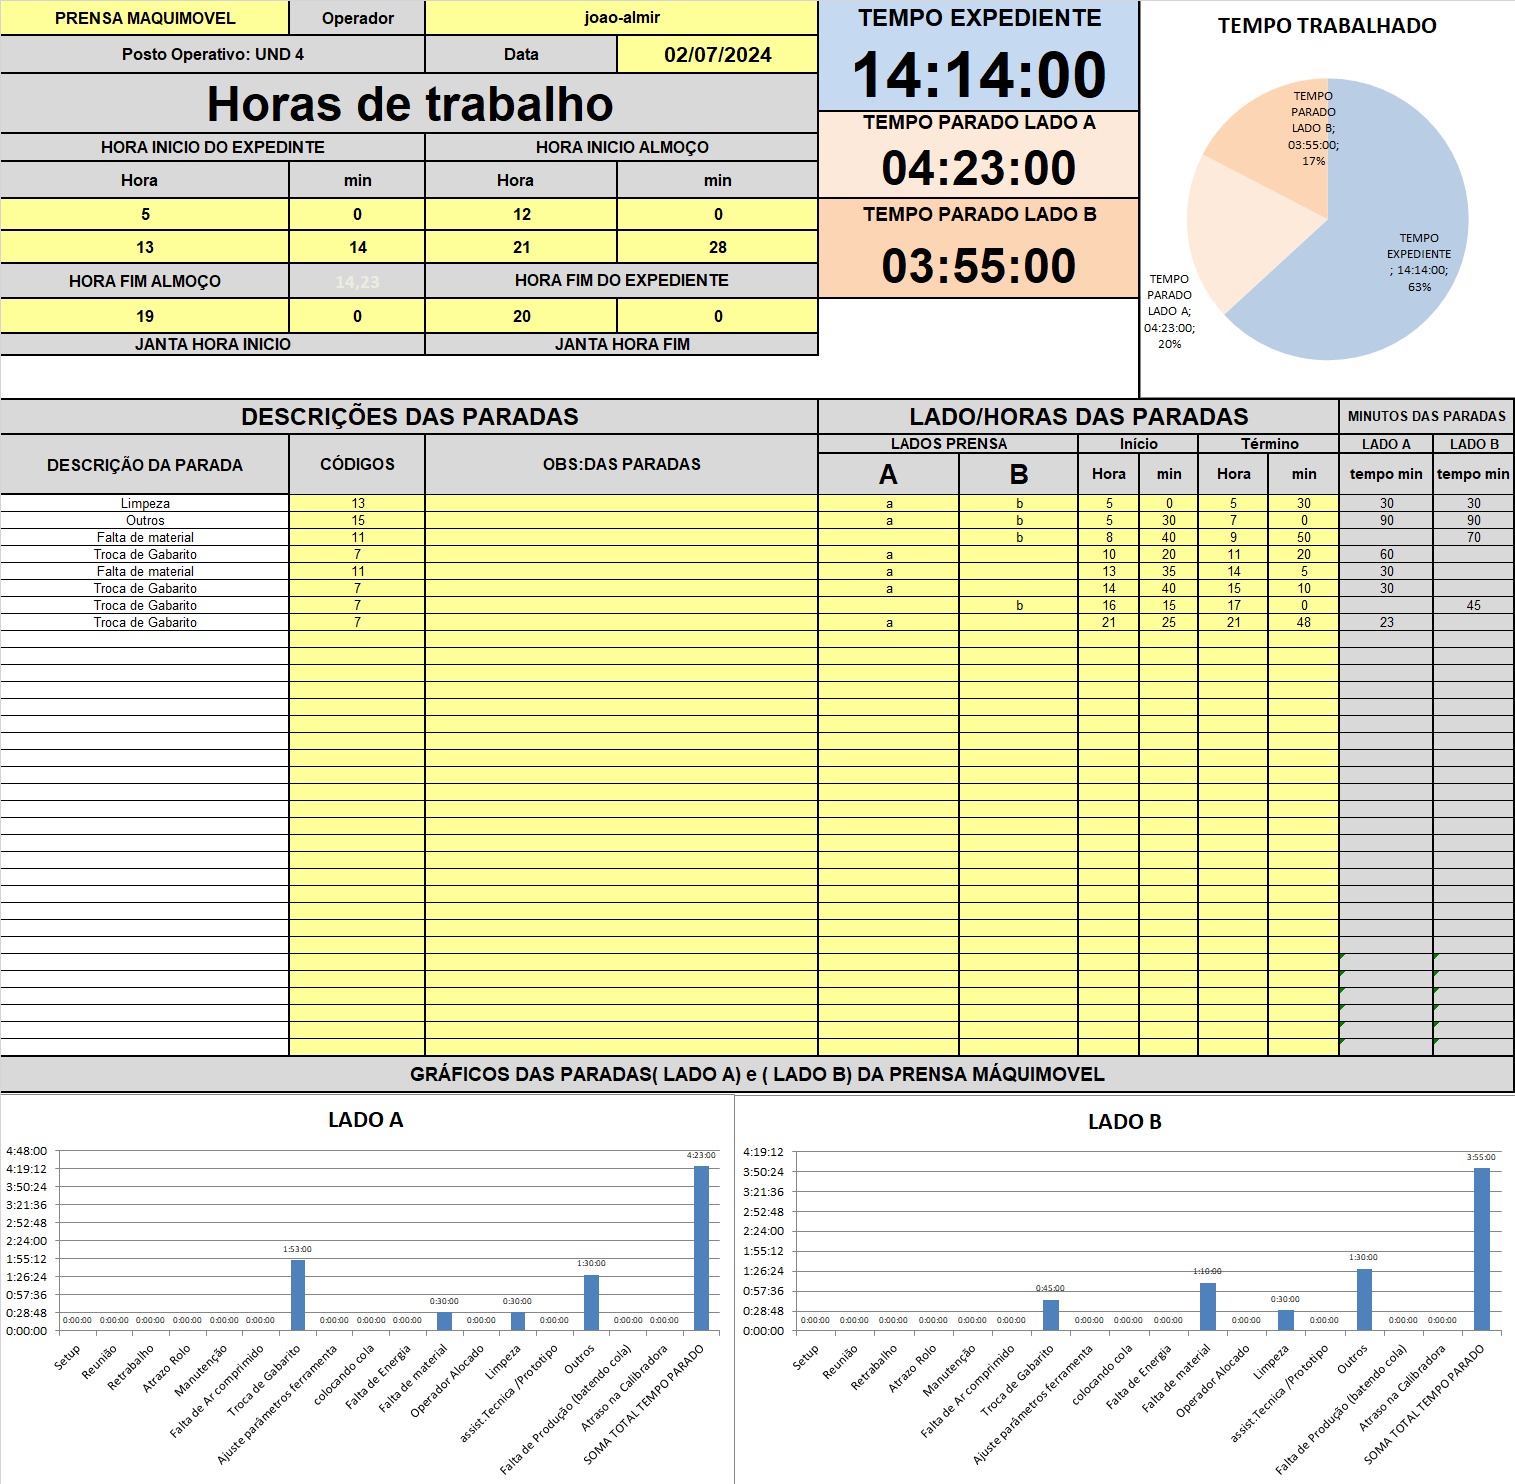 PRENSA MAQUIMOVEL Operador joao-almir
Posto Operativo: UND 4 Data 02/07/2024
Horas de trabalho
HORA INICIO DO EXPEDINTE HORA INICIO ALMOÇO
Hora min Hora min
5 0 12 0
13 14 21 28
HORA FIM ALMOÇO 14,23 HORA FIM DO EXPEDIENTE
19 0 20 0
JANTA HORA INICIO JANTA HORA FIM
TEMPO EXPEDIENTE
14:14:00
TEMPO PARADO LADO A
04:23:00
TEMPO PARADO LADO B
03:55:00
TEMPO TRABALHADO
TEMPO
PARADO
LADO B;
03:55:00;
17%
TEMPO
EXPEDIENTE
; 14:14:00;
63%
TEMPO
PARADO
LADO A;
04:23:00;
20%
DESCRIÇÕES DAS PARADAS LADO/HORAS DAS PARADAS MINUTOS DAS PARADAS
LADOS PRENSA Início Término LADO A LADO B
DESCRIÇÃO DA PARADA CÓDIGOS OBS:DAS PARADAS A B Hora min Hora min tempo min tempo min
Limpeza 13 a b 5 0 5 30 30 30
Outros 15 a b 5 30 7 0 90 90
Falta de material 11 b 8 40 9 50 70
Troca de Gabarito 7 a 10 20 11 20 60
Falta de material 11 a 13 35 14 5 30
Troca de Gabarito 7 a 14 40 15 10 30
Troca de Gabarito 7 b 16 15 17 0 45
Troca de Gabarito 7 a 21 25 21 48 23
GRÁFICOS DAS PARADAS( LADO A) e ( LADO B) DA PRENSA MÁQUIMOVEL
LADO A
4:48:00
4:19:12
3:50:24
3:21:36
2:52:48
2:24:00
1:55:12
1:26:24
0:57:36
0:28:48
0:00:00
0:00:00 0:00:00 0:00:00 0:00:00 0:00:00 0:00:00 1:53:00 0:00:00 0:00:00 0:00:00 0:30:00 0:00:00 0:30:00 0:00:00 1:30:00 0:00:00 0:00:00 4:23:00
Setup
Reunião
Retrabalho
Atrazo Rolo
Manutenção
Falta de Ar comprimido
Troca de Gabarito
Ajuste parâmetros ferramenta
colocando cola
Falta de Energia
Falta de material
Operador Alocado
Limpeza
assist.Tecnica /Prototipo
Outros
Falta de Produção (batendo cola)
Atraso na Calibradora
SOMA TOTAL TEMPO PARADO
LADO B
4:19:12
3:50:24
3:21:36
2:52:48
2:24:00
1:55:12
1:26:24
0:57:36
0:28:48
0:00:00
0:00:00 0:00:00 0:00:00 0:00:00 0:00:00 0:00:00 0:45:00 0:00:00 0:00:00 0:00:00 1:10:00 0:00:00 0:30:00 0:00:00 1:30:00 0:00:00 0:00:00 3:55:00
Setup
Reunião
Retrabalho
Atrazo Rolo
Manutenção
Falta de Ar comprimido
Troca de Gabarito
Ajuste parâmetros ferramenta
colocando cola
Falta de Energia
Falta de material
Operador Alocado
Limpeza
assist.Tecnica /Prototipo
Outros
Falta de Produção (batendo cola)
Atraso na Calibradora
SOMA TOTAL TEMPO PARADO